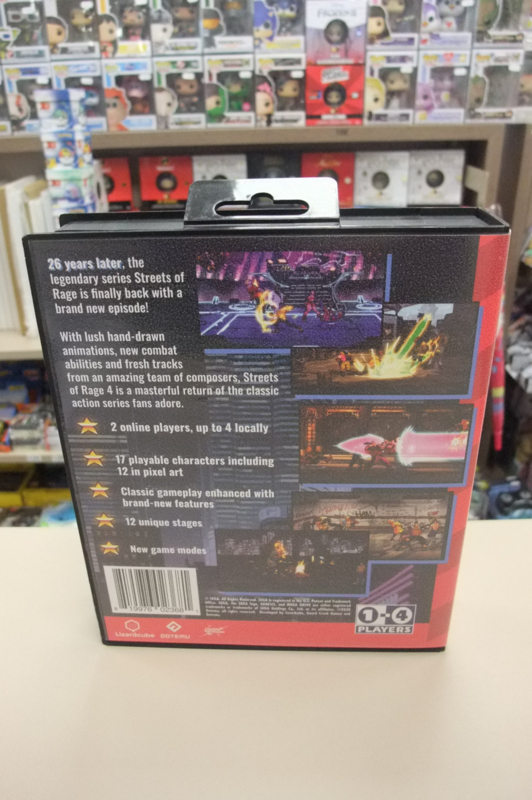 26 years later, the
legendary series Streets of
Rage is finally back with a
brand new episode!
With lush hand-drawn
animations, new combat
abilities and fresh tracks
from an amazing team of composers, Streets
of Rage 4 is a masterful return of the classic
action series fans adore.
2 online players, up to 4 locally
17 playable characters including
12 in pixel art
Classic gameplay enhanced with
brand-new features
12 unique stages
New game modes
1-4
PLAYERS
Lizardcube DOTEMU